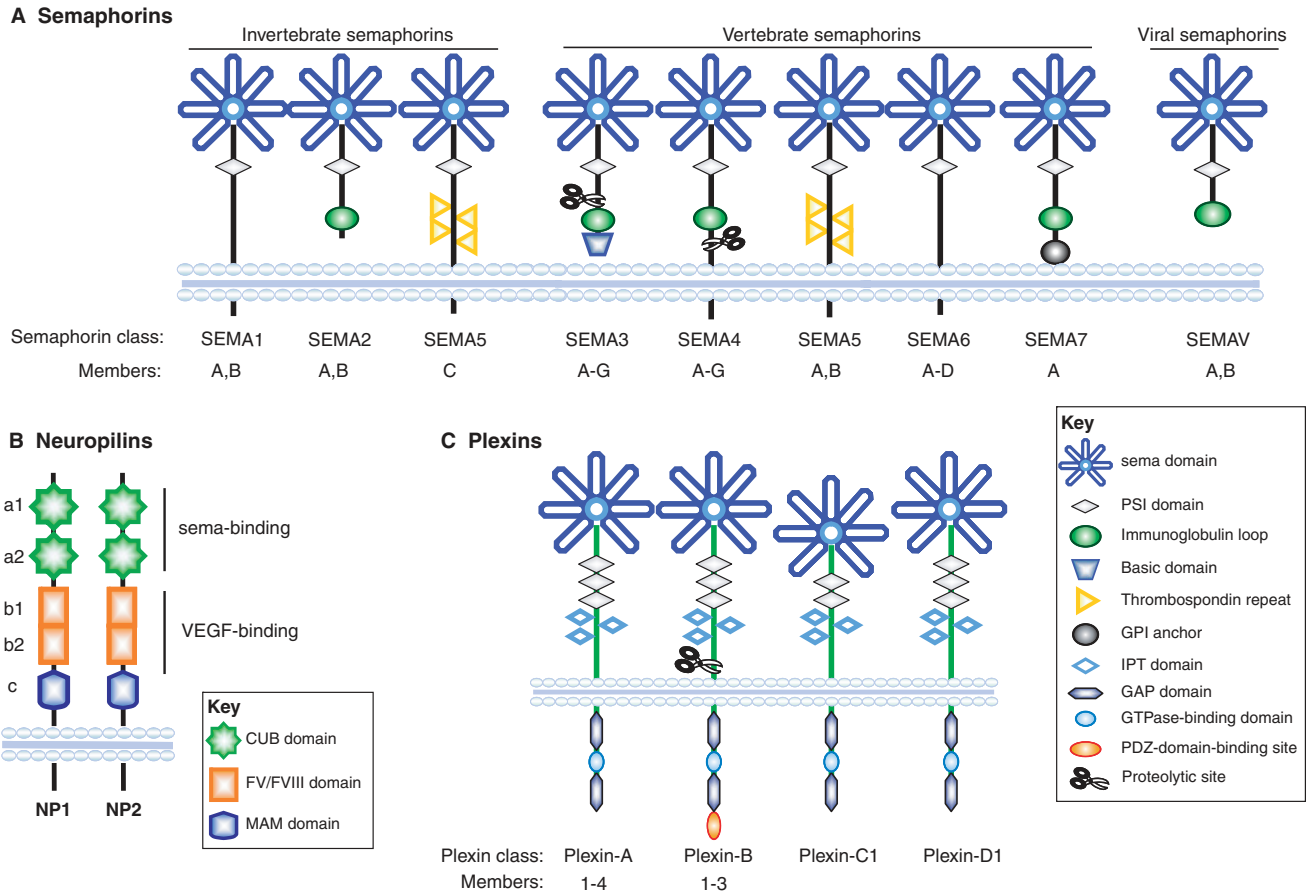 A Semaphorins
Invertebrate semaphorins
Vertebrate semaphorins
Viral semaphorins
Semaphorin class: SEMA1 SEMA2 SEMA5 SEMA3 SEMA4 SEMA5 SEMA6 SEMA7 SEMAV
Members: A,B A,B C A-G A-G A,B A-D A A,B
B Neuropilins
a1
a2
b1
b2
c
sema-binding
VEGF-binding
NP1 NP2
Key
CUB domain
FV/FVIII domain
MAM domain
C Plexins
Plexin class: Plexin-A Plexin-B Plexin-C1 Plexin-D1
Members: 1-4 1-3
Key
sema domain
PSI domain
Immunoglobulin loop
Basic domain
Thrombospondin repeat
GPI anchor
IPT domain
GAP domain
GTPase-binding domain
PDZ-domain-binding site
Proteolytic site